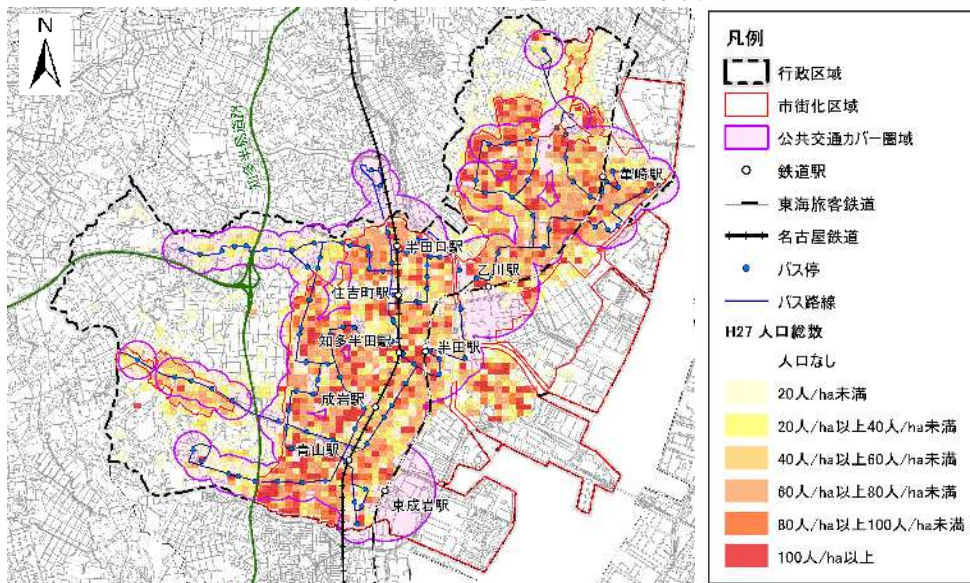 N
知多半島道路
亀崎駅
半田口駅
乙川駅
住吉町駅
知多半田駅
半田駅
成岩駅
青山駅
東成岩駅
凡例
行政区域
市街化区域
公共交通カバー圏域
鉄道駅
東海旅客鉄道
名古屋鉄道
バス停
バス路線
H27 人口総数
人口なし
20人/ha未満
20人/ha以上40人/ha未満
40人/ha以上60人/ha未満
60人/ha以上80人/ha未満
80人/ha以上100人/ha未満
100人/ha以上